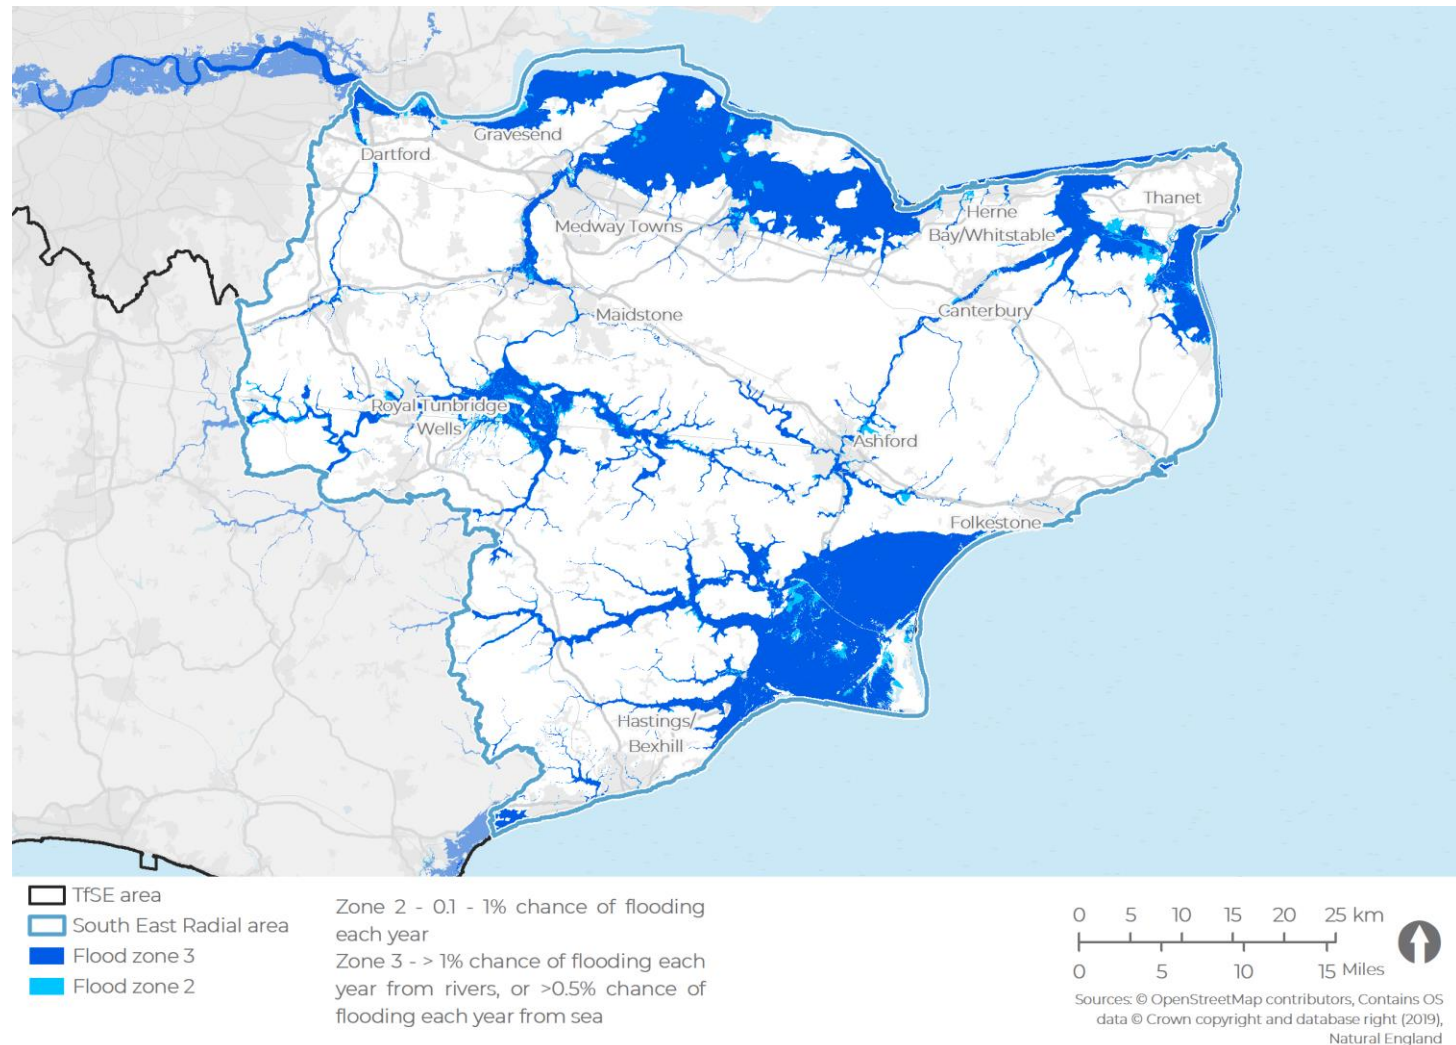 Gravesend
Dartford
Thanet
Herne
Bay/Whitstable
Medway Towns
Canterbury
Maidstone
Royal Tunbridge
Wells
Ashford
Folkestone
Hastings/
Bexhill
TfSE area
South East Radial area
Flood zone 3
Flood zone 2
Zone 2 - 0.1 - 1% chance of flooding
each year
Zone 3 - > 1% chance of flooding each
year from rivers, or >0.5% chance of
flooding each year from sea
0 5 10 15 20 25 km
0 5 10 15 Miles
Sources: © OpenStreetMap contributors, Contains OS
data © Crown copyright and database right (2019),
Natural England